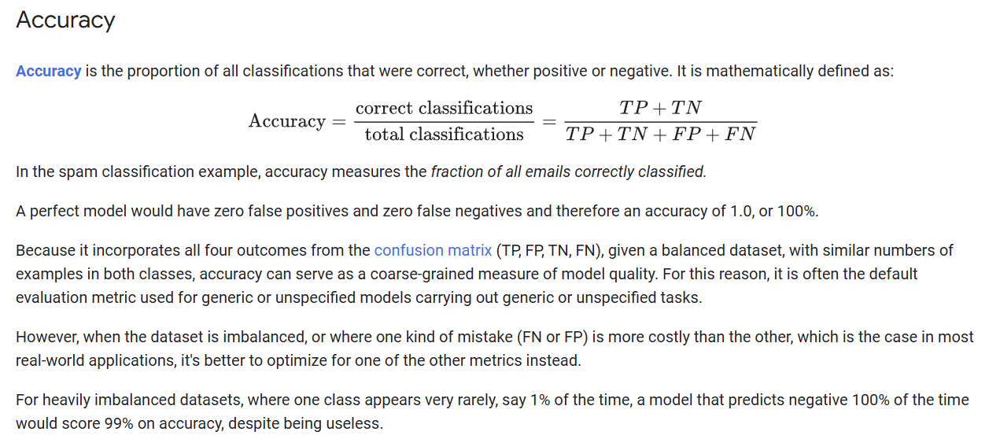 Accuracy
Accuracy is the proportion of all classifications that were correct, whether positive or negative. It is mathematically defined as:
Accuracy = correct classifications / total classifications = TP + TN / TP + TN + FP + FN
In the spam classification example, accuracy measures the fraction of all emails correctly classified.
A perfect model would have zero false positives and zero false negatives and therefore an accuracy of 1.0, or 100%.
Because it incorporates all four outcomes from the confusion matrix (TP, FP, TN, FN), given a balanced dataset, with similar numbers of
examples in both classes, accuracy can serve as a coarse-grained measure of model quality. For this reason, it is often the default
evaluation metric used for generic or unspecified models carrying out generic or unspecified tasks.
However, when the dataset is imbalanced, or where one kind of mistake (FN or FP) is more costly than the other, which is the case in most
real-world applications, it's better to optimize for one of the other metrics instead.
For heavily imbalanced datasets, where one class appears very rarely, say 1% of the time, a model that predicts negative 100% of the time
would score 99% on accuracy, despite being useless.